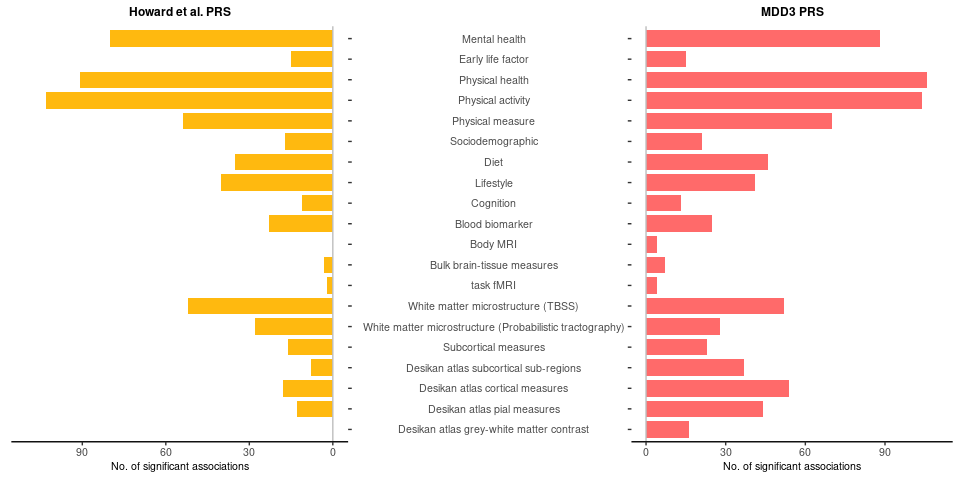 Howard et al. PRS
MDD3 PRS
Mental health
Early life factor
Physical health
Physical activity
Physical measure
Sociodemographic
Diet
Lifestyle
Cognition
Blood biomarker
Body MRI
Bulk brain-tissue measures
task fMRI
White matter microstructure (TBSS)
White matter microstructure (Probabilistic tractography)
Subcortical measures
Desikan atlas subcortical sub-regions
Desikan atlas cortical measures
Desikan atlas pial measures
Desikan atlas grey-white matter contrast
90 60 30 0
0 30 60 90
No. of significant associations
No. of significant associations